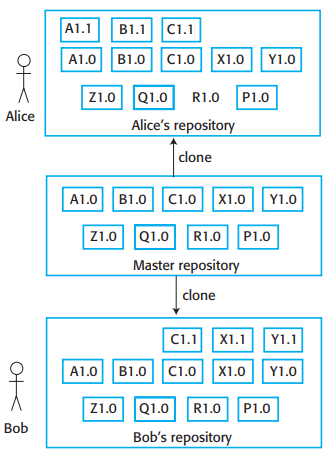 A1.1 B1.1 C1.1
A1.0 B1.0 C1.0 X1.0 Y1.0
Z1.0 Q1.0 R1.0 P1.0
Alice
Alice's repository
clone
A1.0 B1.0 C1.0 X1.0 Y1.0
Z1.0 Q1.0 R1.0 P1.0
Master repository
clone
C1.1 X1.1 Y1.1
A1.0 B1.0 C1.0 X1.0 Y1.0
Z1.0 Q1.0 R1.0 P1.0
Bob
Bob's repository